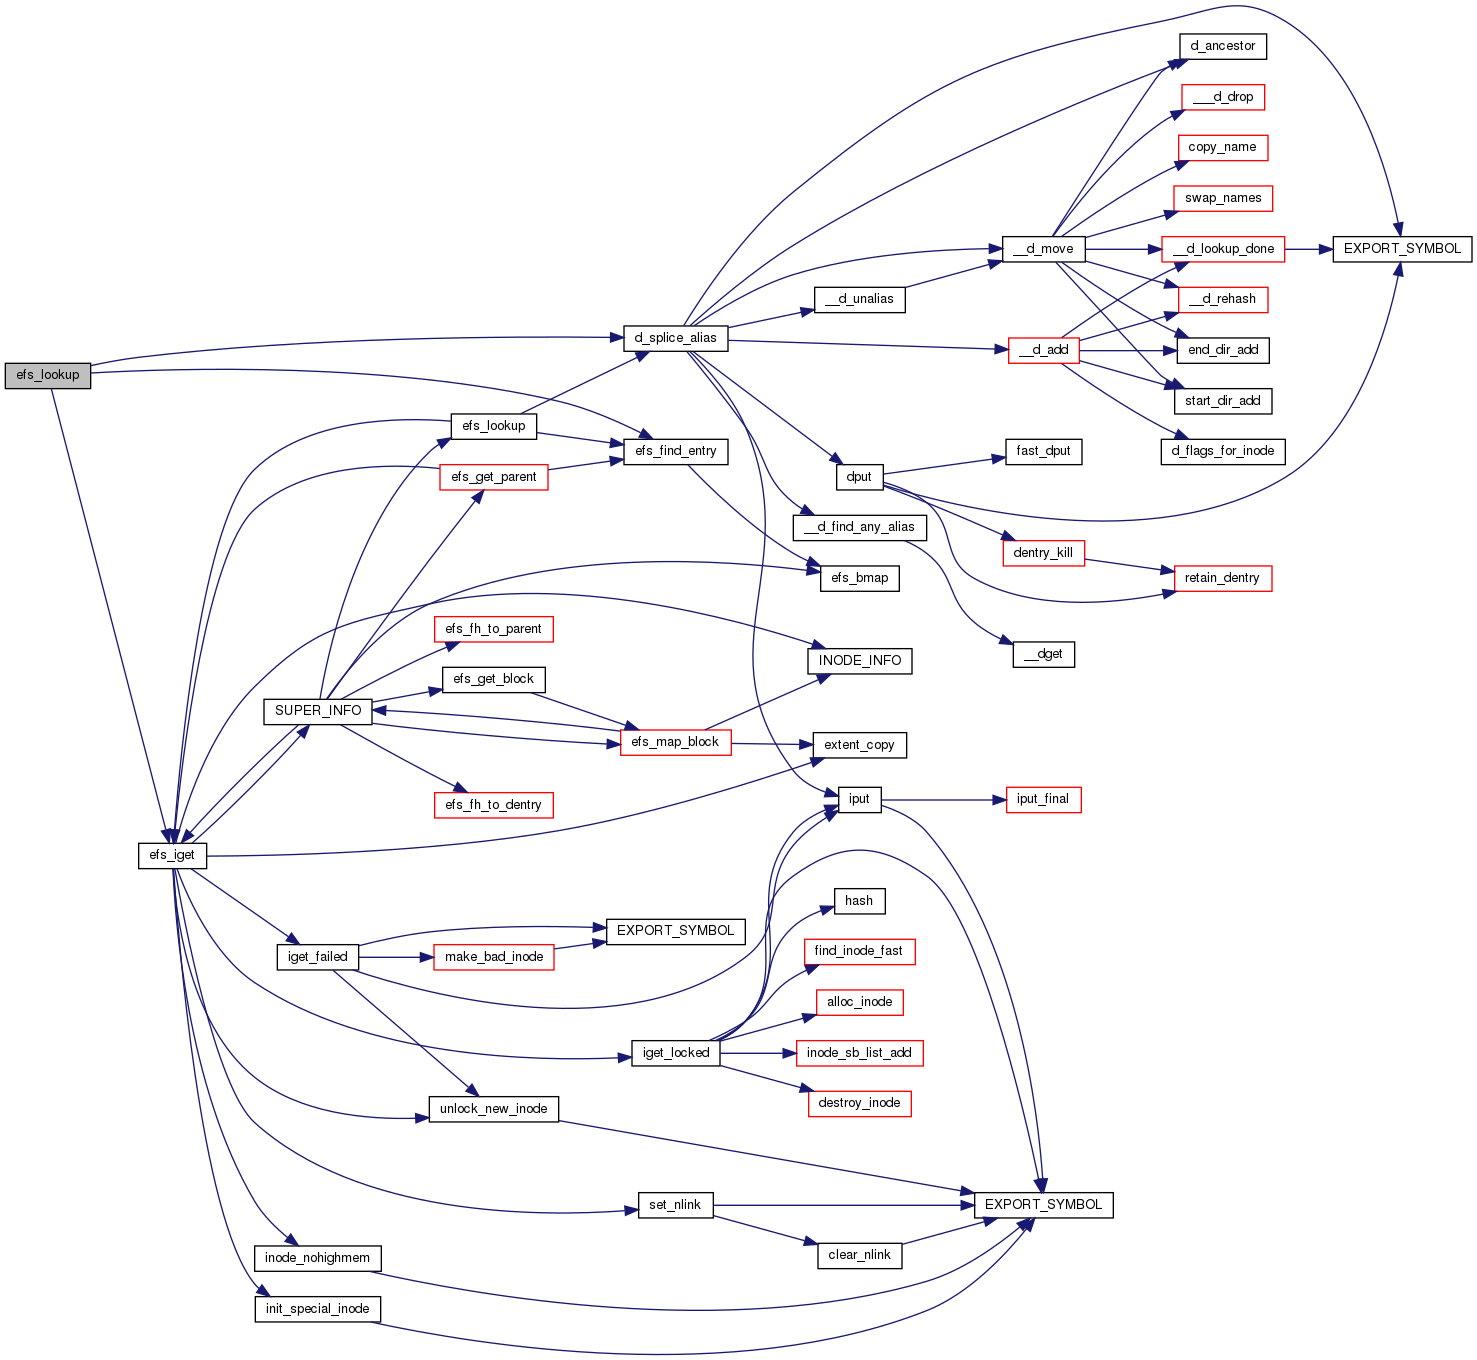 d_ancestor
___d_drop
copy_name
swap_names
__d_move
__d_lookup_done
EXPORT_SYMBOL
__d_unalias
__d_rehash
d_splice_alias
__d_add
end_dir_add
efs_lookup
start_dir_add
efs_lookup
efs_find_entry
fast_dput
d_flags_for_inode
efs_get_parent
dput
__d_find_any_alias
dentry_kill
efs_bmap
retain_dentry
efs_fh_to_parent
__dget
INODE_INFO
efs_get_block
SUPER_INFO
efs_map_block
extent_copy
efs_fh_to_dentry
iput
iput_final
efs_iget
hash
EXPORT_SYMBOL
iget_failed
make_bad_inode
find_inode_fast
alloc_inode
iget_locked
inode_sb_list_add
destroy_inode
unlock_new_inode
set_nlink
EXPORT_SYMBOL
clear_nlink
inode_nohighmem
init_special_inode